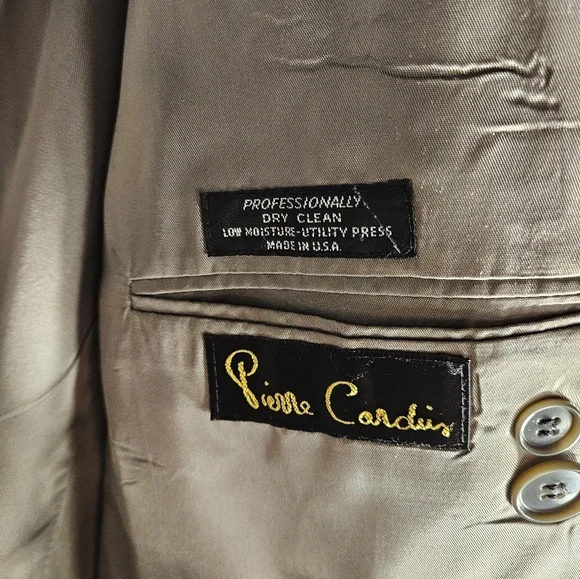 PROFESSIONALLY
DRY CLEAN
LOW MOISTURE-UTILITY PRESS
MADE IN U.S.A.
Pierre Cardin